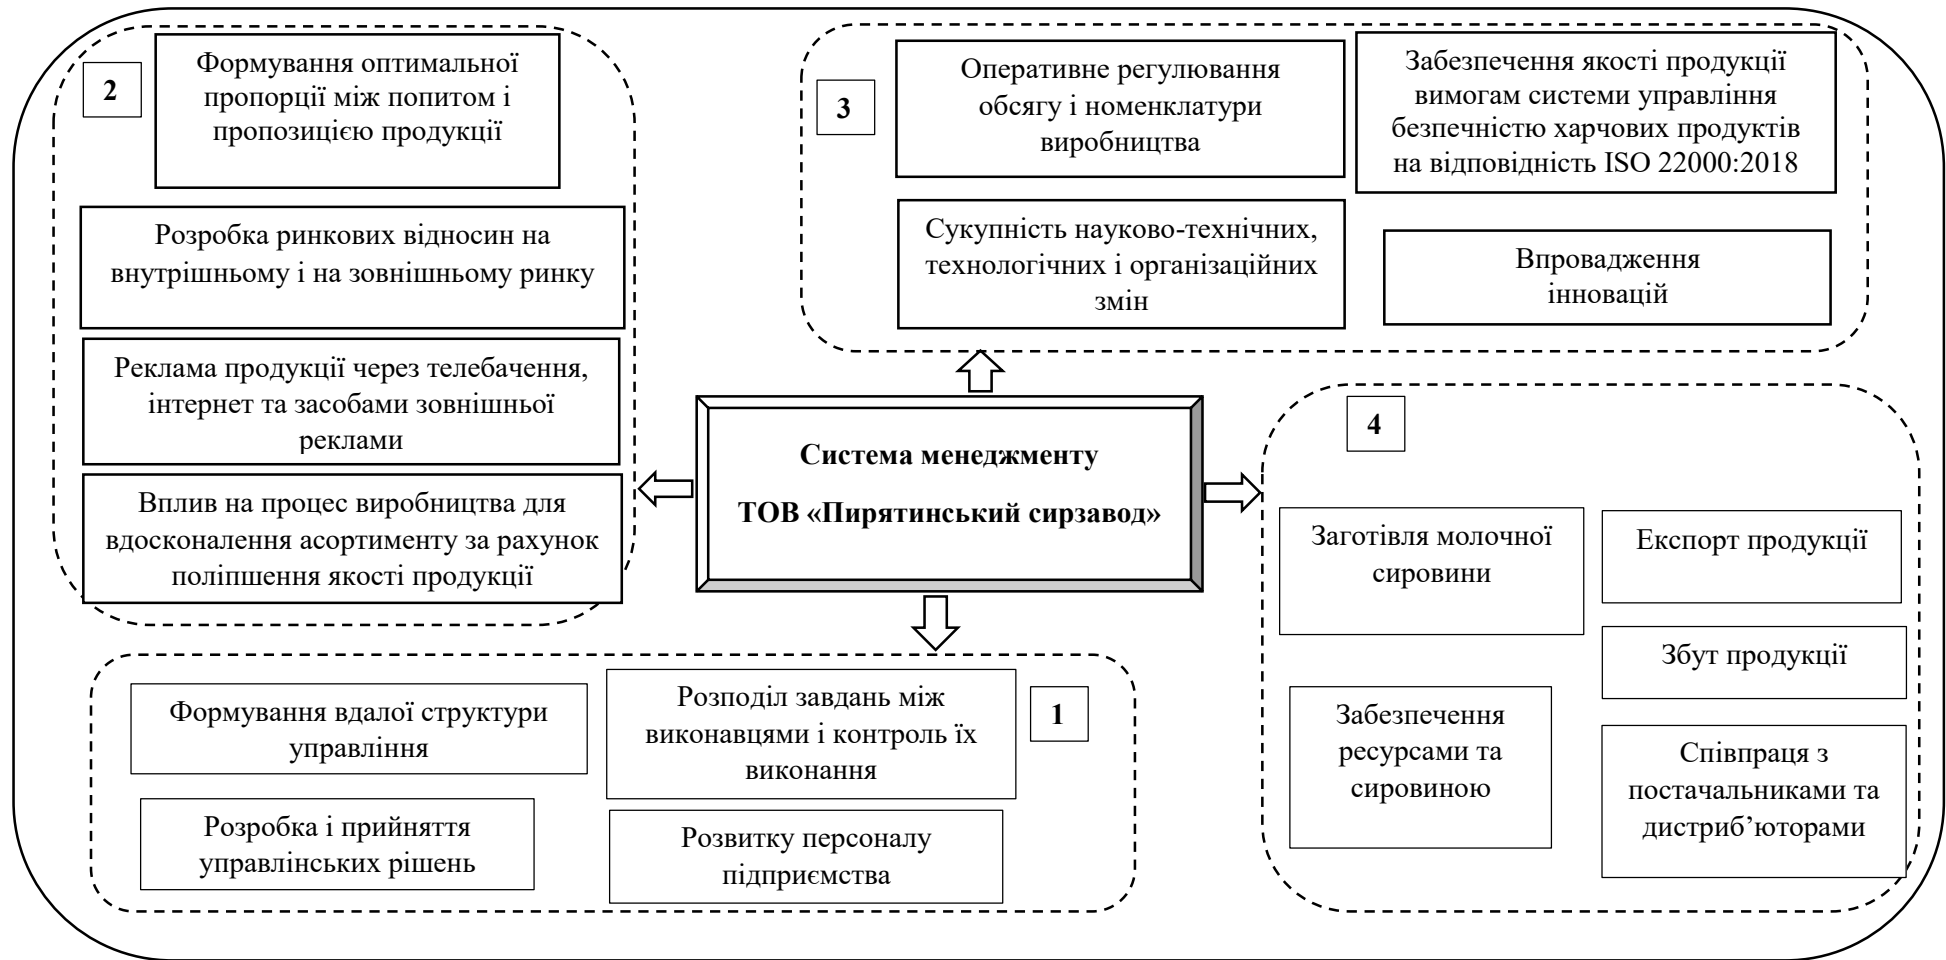 2
Формування оптимальної
пропорції між попитом і
пропозицією продукції
Розробка ринкових відносин на
внутрішньому і на зовнішньому ринку
Реклама продукції через телебачення,
інтернет та засобами зовнішньої
реклами
Вплив на процес виробництва для
вдосконалення асортименту за рахунок
поліпшення якості продукції
3
Оперативне регулювання
обсягу і номенклатури
виробництва
Забезпечення якості продукції
вимогам системи управління
безпечністю харчових продуктів
на відповідність ISO 22000:2018
Сукупність науково-технічних,
технологічних і організаційних
змін
Впровадження
інновацій
Система менеджменту
ТОВ «Пирятинський сирзавод»
4
Заготівля молочної
сировини
Експорт продукції
Збут продукції
Забезпечення
ресурсами та
сировиною
Співпраця з
постачальниками та
дистриб’юторами
Формування вдалої структури
управління
Розподіл завдань між
виконавцями і контроль їх
виконання
1
Розробка і прийняття
управлінських рішень
Розвитку персоналу
підприємства